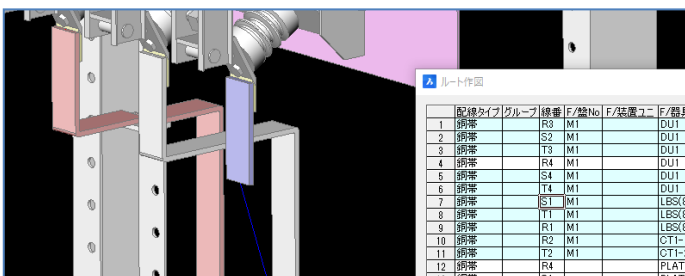 ルート作図
配線タイプ グループ 線番 F/盤No F/装置ユニ F/器具
1 銅帯 R3 M1 DU1
2 銅帯 S2 M1 DU1
3 銅帯 T3 M1 DU1
4 銅帯 R4 M1 DU1
5 銅帯 S4 M1 DU1
6 銅帯 T4 M1 DU1
7 銅帯 S1 M1 LBS(8
8 銅帯 T1 M1 LBS(8
9 銅帯 R1 M1 LBS(8
10 銅帯 R2 M1 CT1-
11 銅帯 T2 M1 CT1-
12 銅帯 R4 PLAT